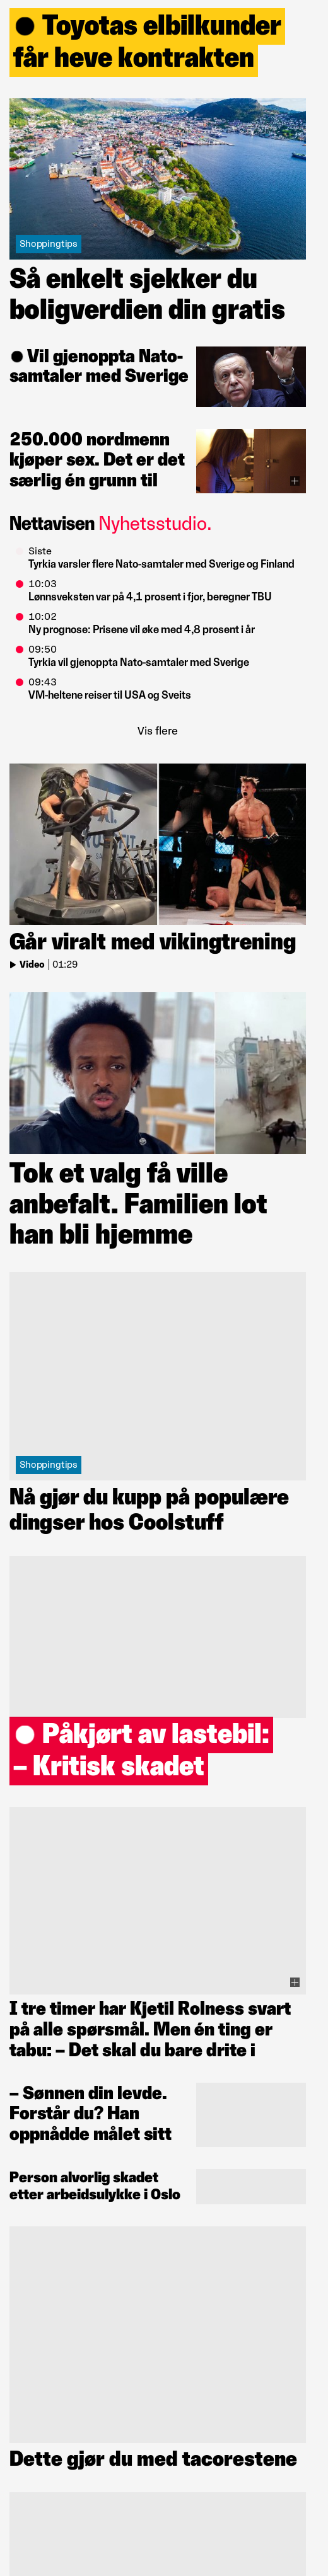 Toyotas elbilkunder
får heve kontrakten
Shoppingtips
Så enkelt sjekker du
boligverdien din gratis
Vil gjenoppta Nato-
samtaler med Sverige
250.000 nordmenn
kjøper sex. Det er det
særlig én grunn til
Nettavisen Nyhetsstudio.
Siste
Tyrkia varsler flere Nato-samtaler med Sverige og Finland
10:03
Lønnsveksten var på 4,1 prosent i fjor, beregner TBU
10:02
Ny prognose: Prisene vil øke med 4,8 prosent i år
09:50
Tyrkia vil gjenoppta Nato-samtaler med Sverige
09:43
VM-heltene reiser til USA og Sveits
Vis flere
Går viralt med vikingtrening
Video | 01:29
Tok et valg få ville
anbefalt. Familien lot
han bli hjemme
Shoppingtips
Nå gjør du kupp på populære
dingser hos Coolstuff
Påkjørt av lastebil:
– Kritisk skadet
I tre timer har Kjetil Rolness svart
på alle spørsmål. Men én ting er
tabu: – Det skal du bare drite i
– Sønnen din levde.
Forstår du? Han
oppnådde målet sitt
Person alvorlig skadet
etter arbeidsulykke i Oslo
Dette gjør du med tacorestene